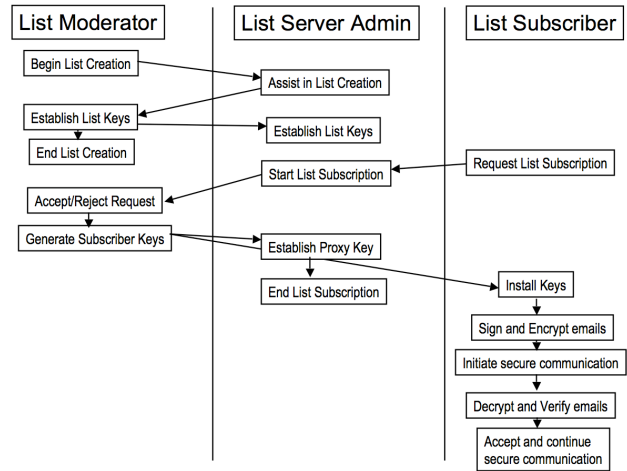 List Moderator
List Server Admin
List Subscriber
Begin List Creation
Assist in List Creation
Establish List Keys
Establish List Keys
End List Creation
Request List Subscription
Start List Subscription
Accept/Reject Request
Generate Subscriber Keys
Establish Proxy Key
End List Subscription
Install Keys
Sign and Encrypt emails
Initiate secure communication
Decrypt and Verify emails
Accept and continue
secure communication